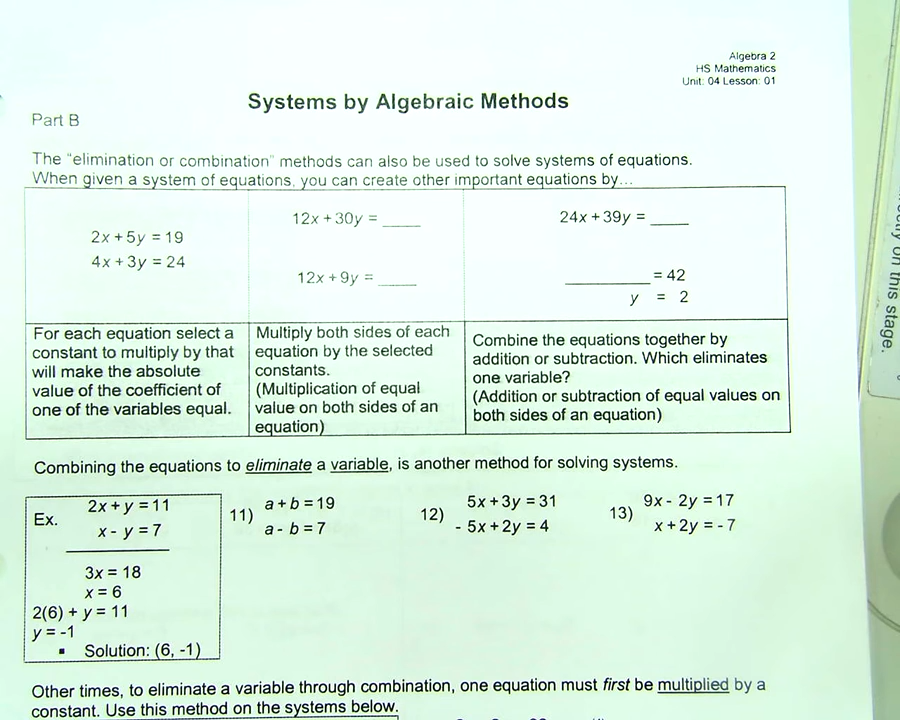 Algebra 2
HS Mathematics
Unit: 04 Lesson: 01
Systems by Algebraic Methods
Part B
The "elimination or combination" methods can also be used to solve systems of equations.
When given a system of equations, you can create other important equations by...
2x + 5y = 19
4x + 3y = 24
12x + 30y = ____
12x + 9y = ____
24x + 39y = ____
_________ = 42
y = 2
For each equation select a
constant to multiply by that
will make the absolute
value of the coefficient of
one of the variables equal.
Multiply both sides of each
equation by the selected
constants.
(Multiplication of equal
value on both sides of an
equation)
Combine the equations together by
addition or subtraction. Which eliminates
one variable?
(Addition or subtraction of equal values on
both sides of an equation)
Combining the equations to eliminate a variable, is another method for solving systems.
Ex.
2x + y = 11
x - y = 7
3x = 18
x = 6
2(6) + y = 11
y = -1
▪ Solution: (6, -1)
11) a + b = 19
a - b = 7
12) 5x + 3y = 31
- 5x + 2y = 4
13) 9x - 2y = 17
x + 2y = - 7
Other times, to eliminate a variable through combination, one equation must first be multiplied by a
constant. Use this method on the systems below.
on this stage.